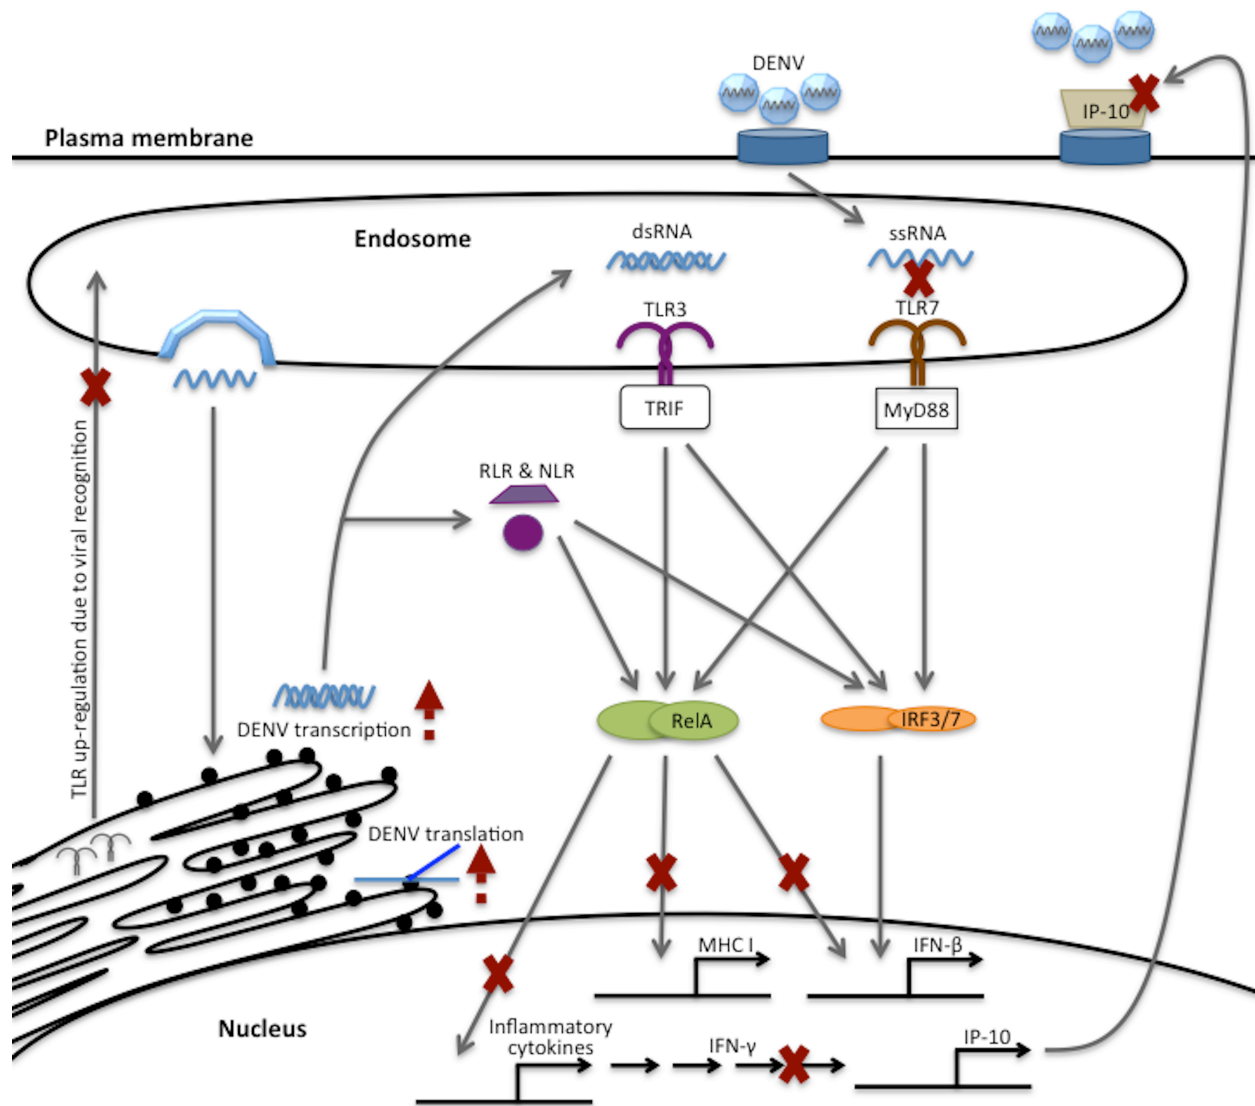 DENV
IP-10
Plasma membrane
Endosome
dsRNA
ssRNA
TLR3
TLR7
TRIF
MyD88
RLR & NLR
TLR up-regulation due to viral recognition
DENV transcription
RelA
IRF3/7
DENV translation
MHC I
IFN-β
Nucleus
Inflammatory
cytokines
IFN-γ
IP-10